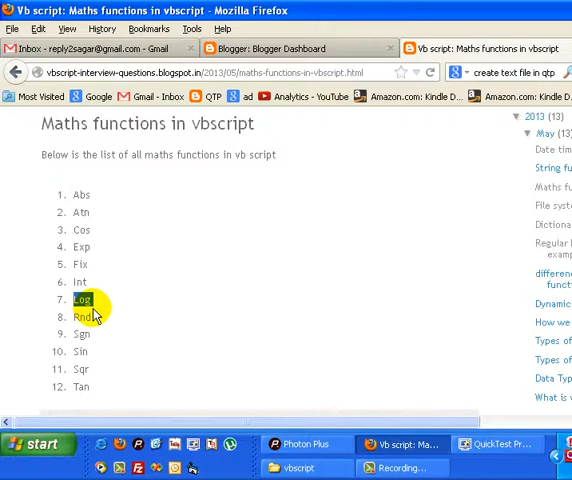 Vb script: Maths functions in vbscript - Mozilla Firefox
File Edit View History Bookmarks Tools Help
Inbox - reply2sagar@gmail.com - Gmail
Blogger: Blogger Dashboard
Vb script: Maths functions in vbscript
vbscript-interview-questions.blogspot.in/2013/05/maths-functions-in-vbscript.html
create text file in qtp
Most Visited Google Gmail - Inbox QTP ad Analytics - YouTube Amazon.com: Kindle D... Amazon.com: Kindle D...
Maths functions in vbscript
Below is the list of all maths functions in vb script
1. Abs
2. Atn
3. Cos
4. Exp
5. Fix
6. Int
7. Log
8. Rnd
9. Sgn
10. Sin
11. Sqr
12. Tan
2013 (13)
May (13)
Date tim
String fu
Maths fu
File syst
Dictiona
Regular
exam
differen
funct
Dynamic
How we
Types of
Types of
Data Typ
What is v
start
Photon Plus
Vb script: Ma...
QuickTest Pr...
vbscript
Recording...